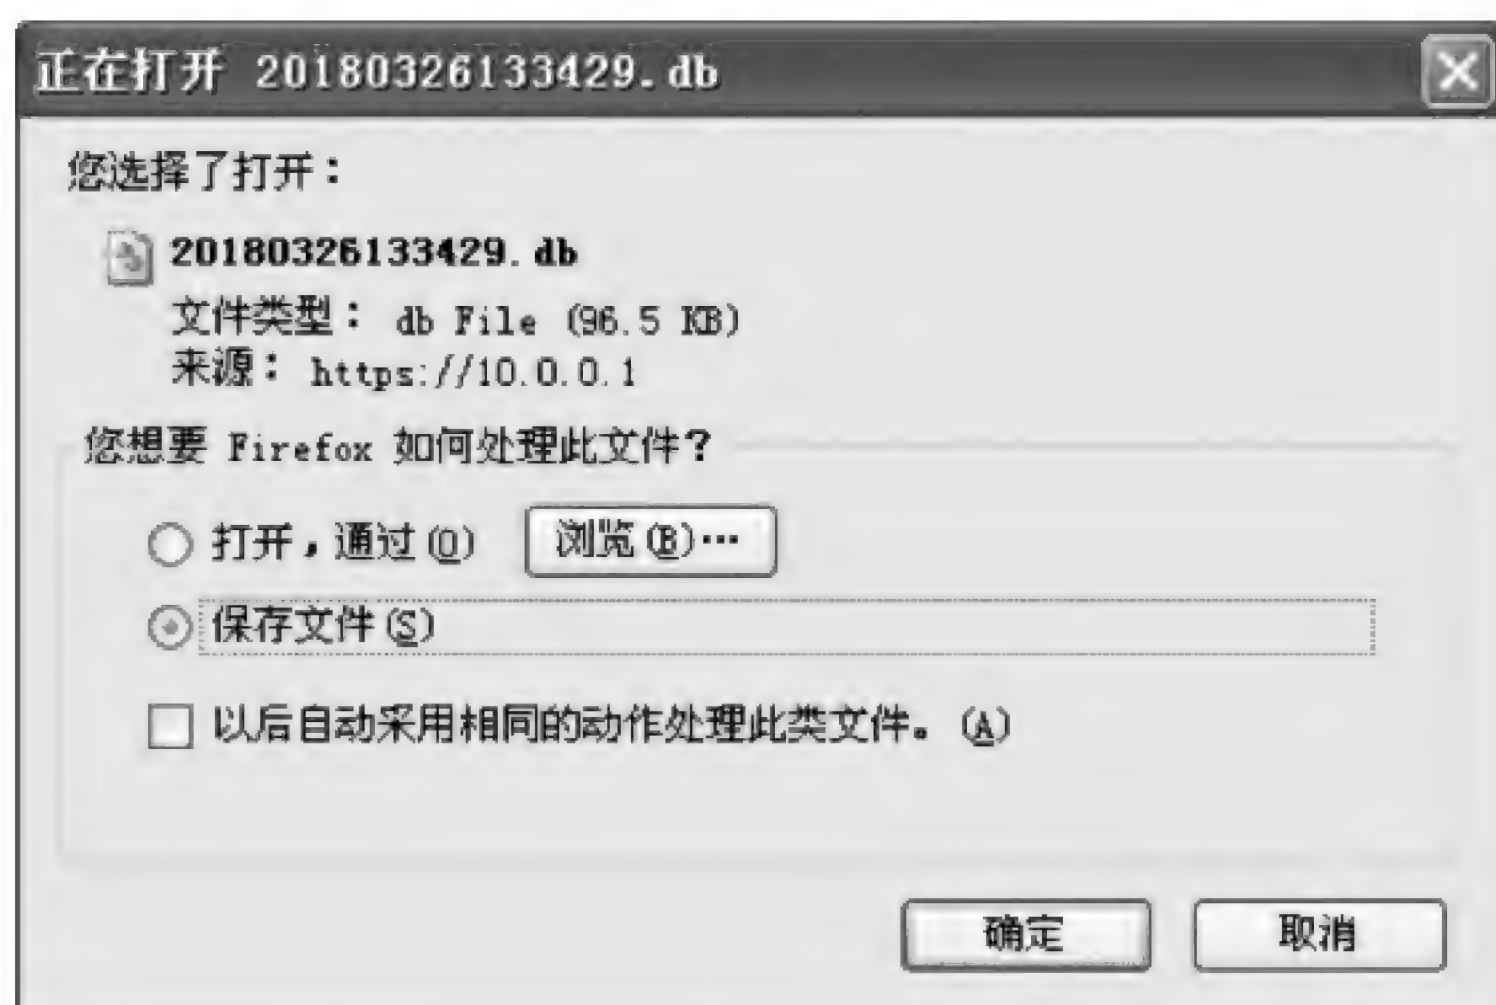 正在打开 20180326133429.db
您选择了打开：
20180326133429.db
文件类型： db File (96.5 KB)
来源： https://10.0.0.1
您想要 Firefox 如何处理此文件？
打开，通过(O) 浏览(B)…
保存文件(S)
以后自动采用相同的动作处理此类文件。(A)
确定 取消